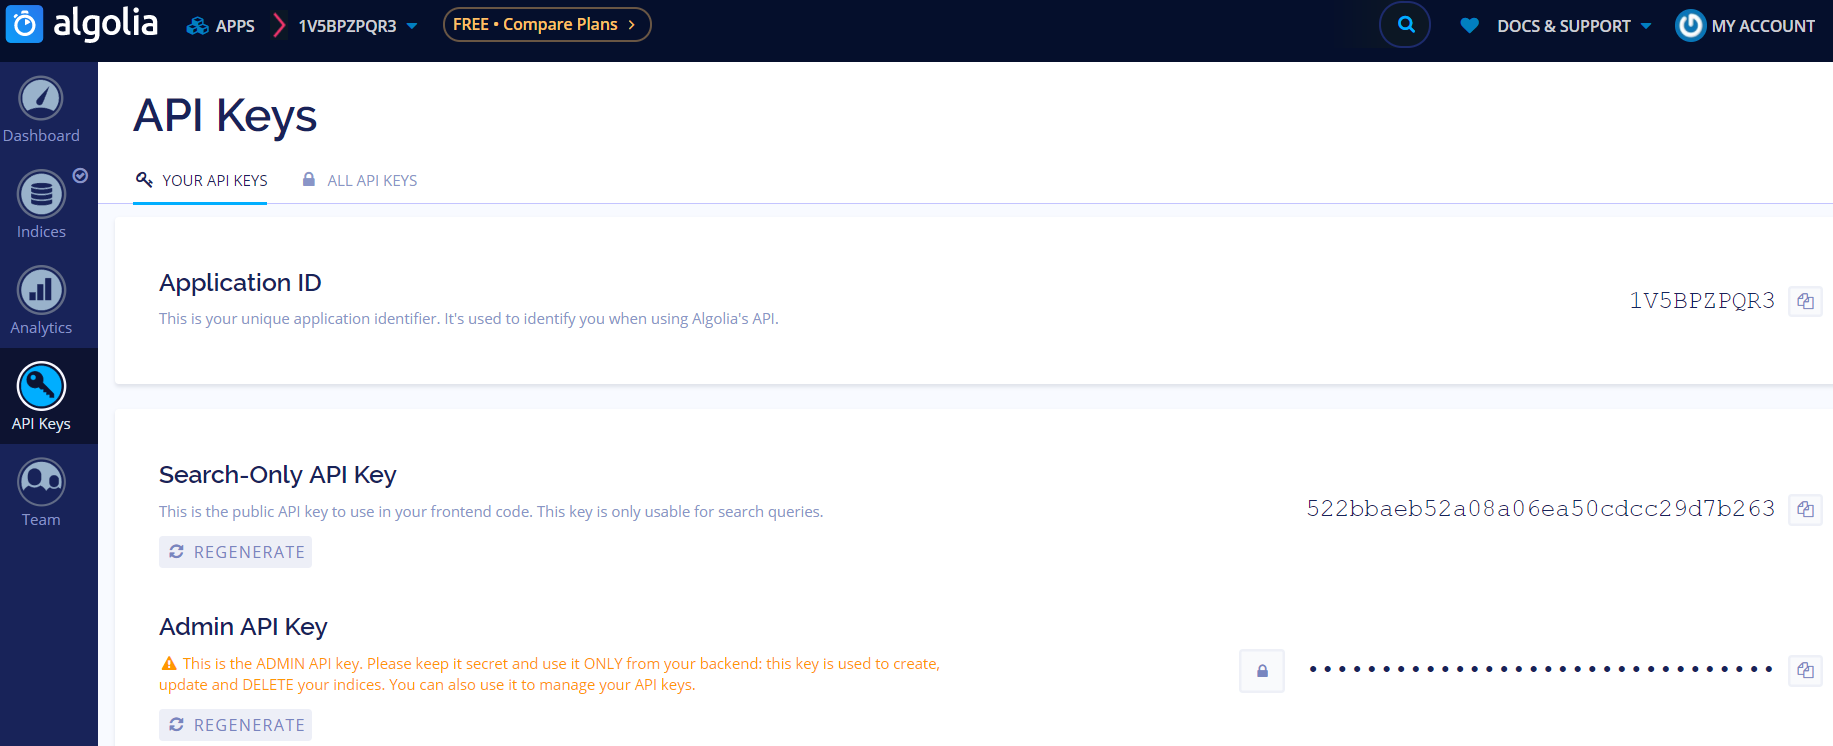 algolia
APPS
1V5BPZPQR3
FREE • Compare Plans >
DOCS & SUPPORT
MY ACCOUNT
Dashboard
Indices
Analytics
API Keys
Team
API Keys
YOUR API KEYS
ALL API KEYS
Application ID
This is your unique application identifier. It's used to identify you when using Algolia's API.
1V5BPZPQR3
Search-Only API Key
This is the public API key to use in your frontend code. This key is only usable for search queries.
522bbaeb52a08a06ea50cdcc29d7b263
REGENERATE
Admin API Key
This is the ADMIN API key. Please keep it secret and use it ONLY from your backend: this key is used to create,
update and DELETE your indices. You can also use it to manage your API keys.
••••••••••••••••••••••••••••••••
REGENERATE